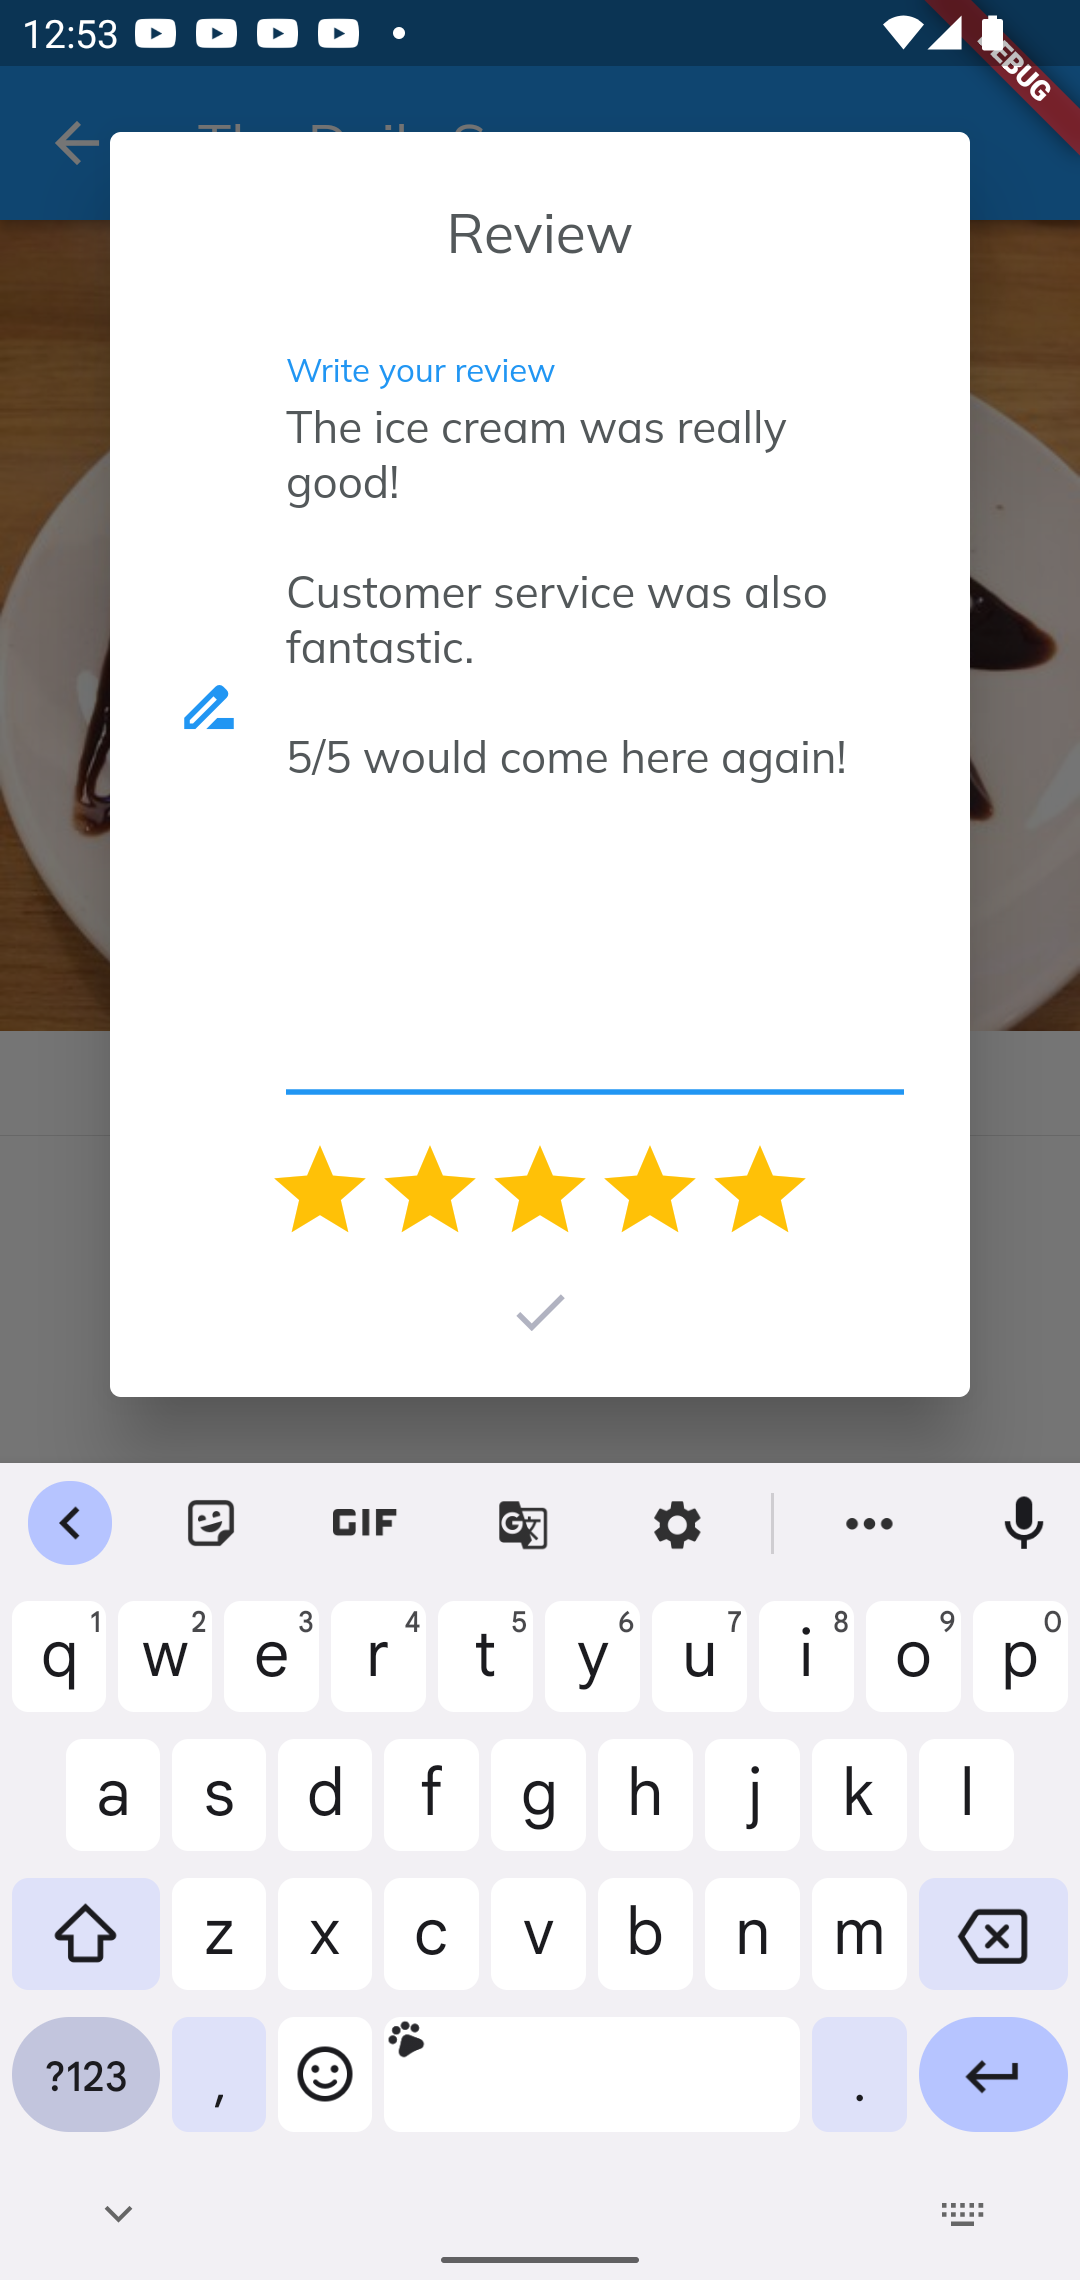 12:53
DEBUG
Review
Write your review
The ice cream was really
good!
Customer service was also
fantastic.
5/5 would come here again!
GIF
G
1 2 3 4 5 6 7 8 9 0
q w e r t y u i o p
a s d f g h j k l
z x c v b n m
?123 , .